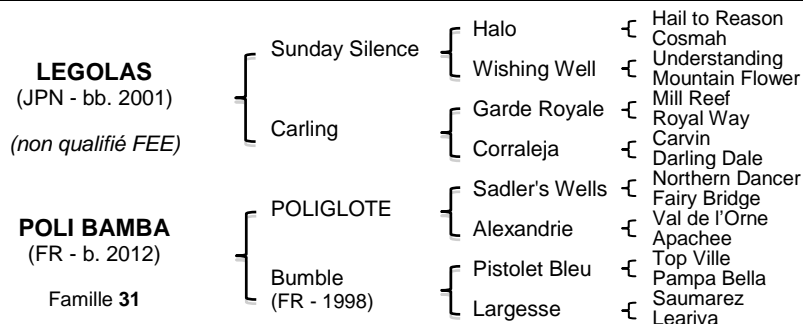 LEGOLAS
(JPN - bb. 2001)
(non qualifié FEE)
POLI BAMBA
(FR - b. 2012)
Famille 31
Sunday Silence
Carling
POLIGLOTE
Bumble
(FR - 1998)
Halo
Wishing Well
Garde Royale
Corraleja
Sadler's Wells
Alexandrie
Pistolet Bleu
Largesse
Hail to Reason
Cosmah
Understanding
Mountain Flower
Mill Reef
Royal Way
Carvin
Darling Dale
Northern Dancer
Fairy Bridge
Val de l'Orne
Apachee
Top Ville
Pampa Bella
Saumarez
Leariva